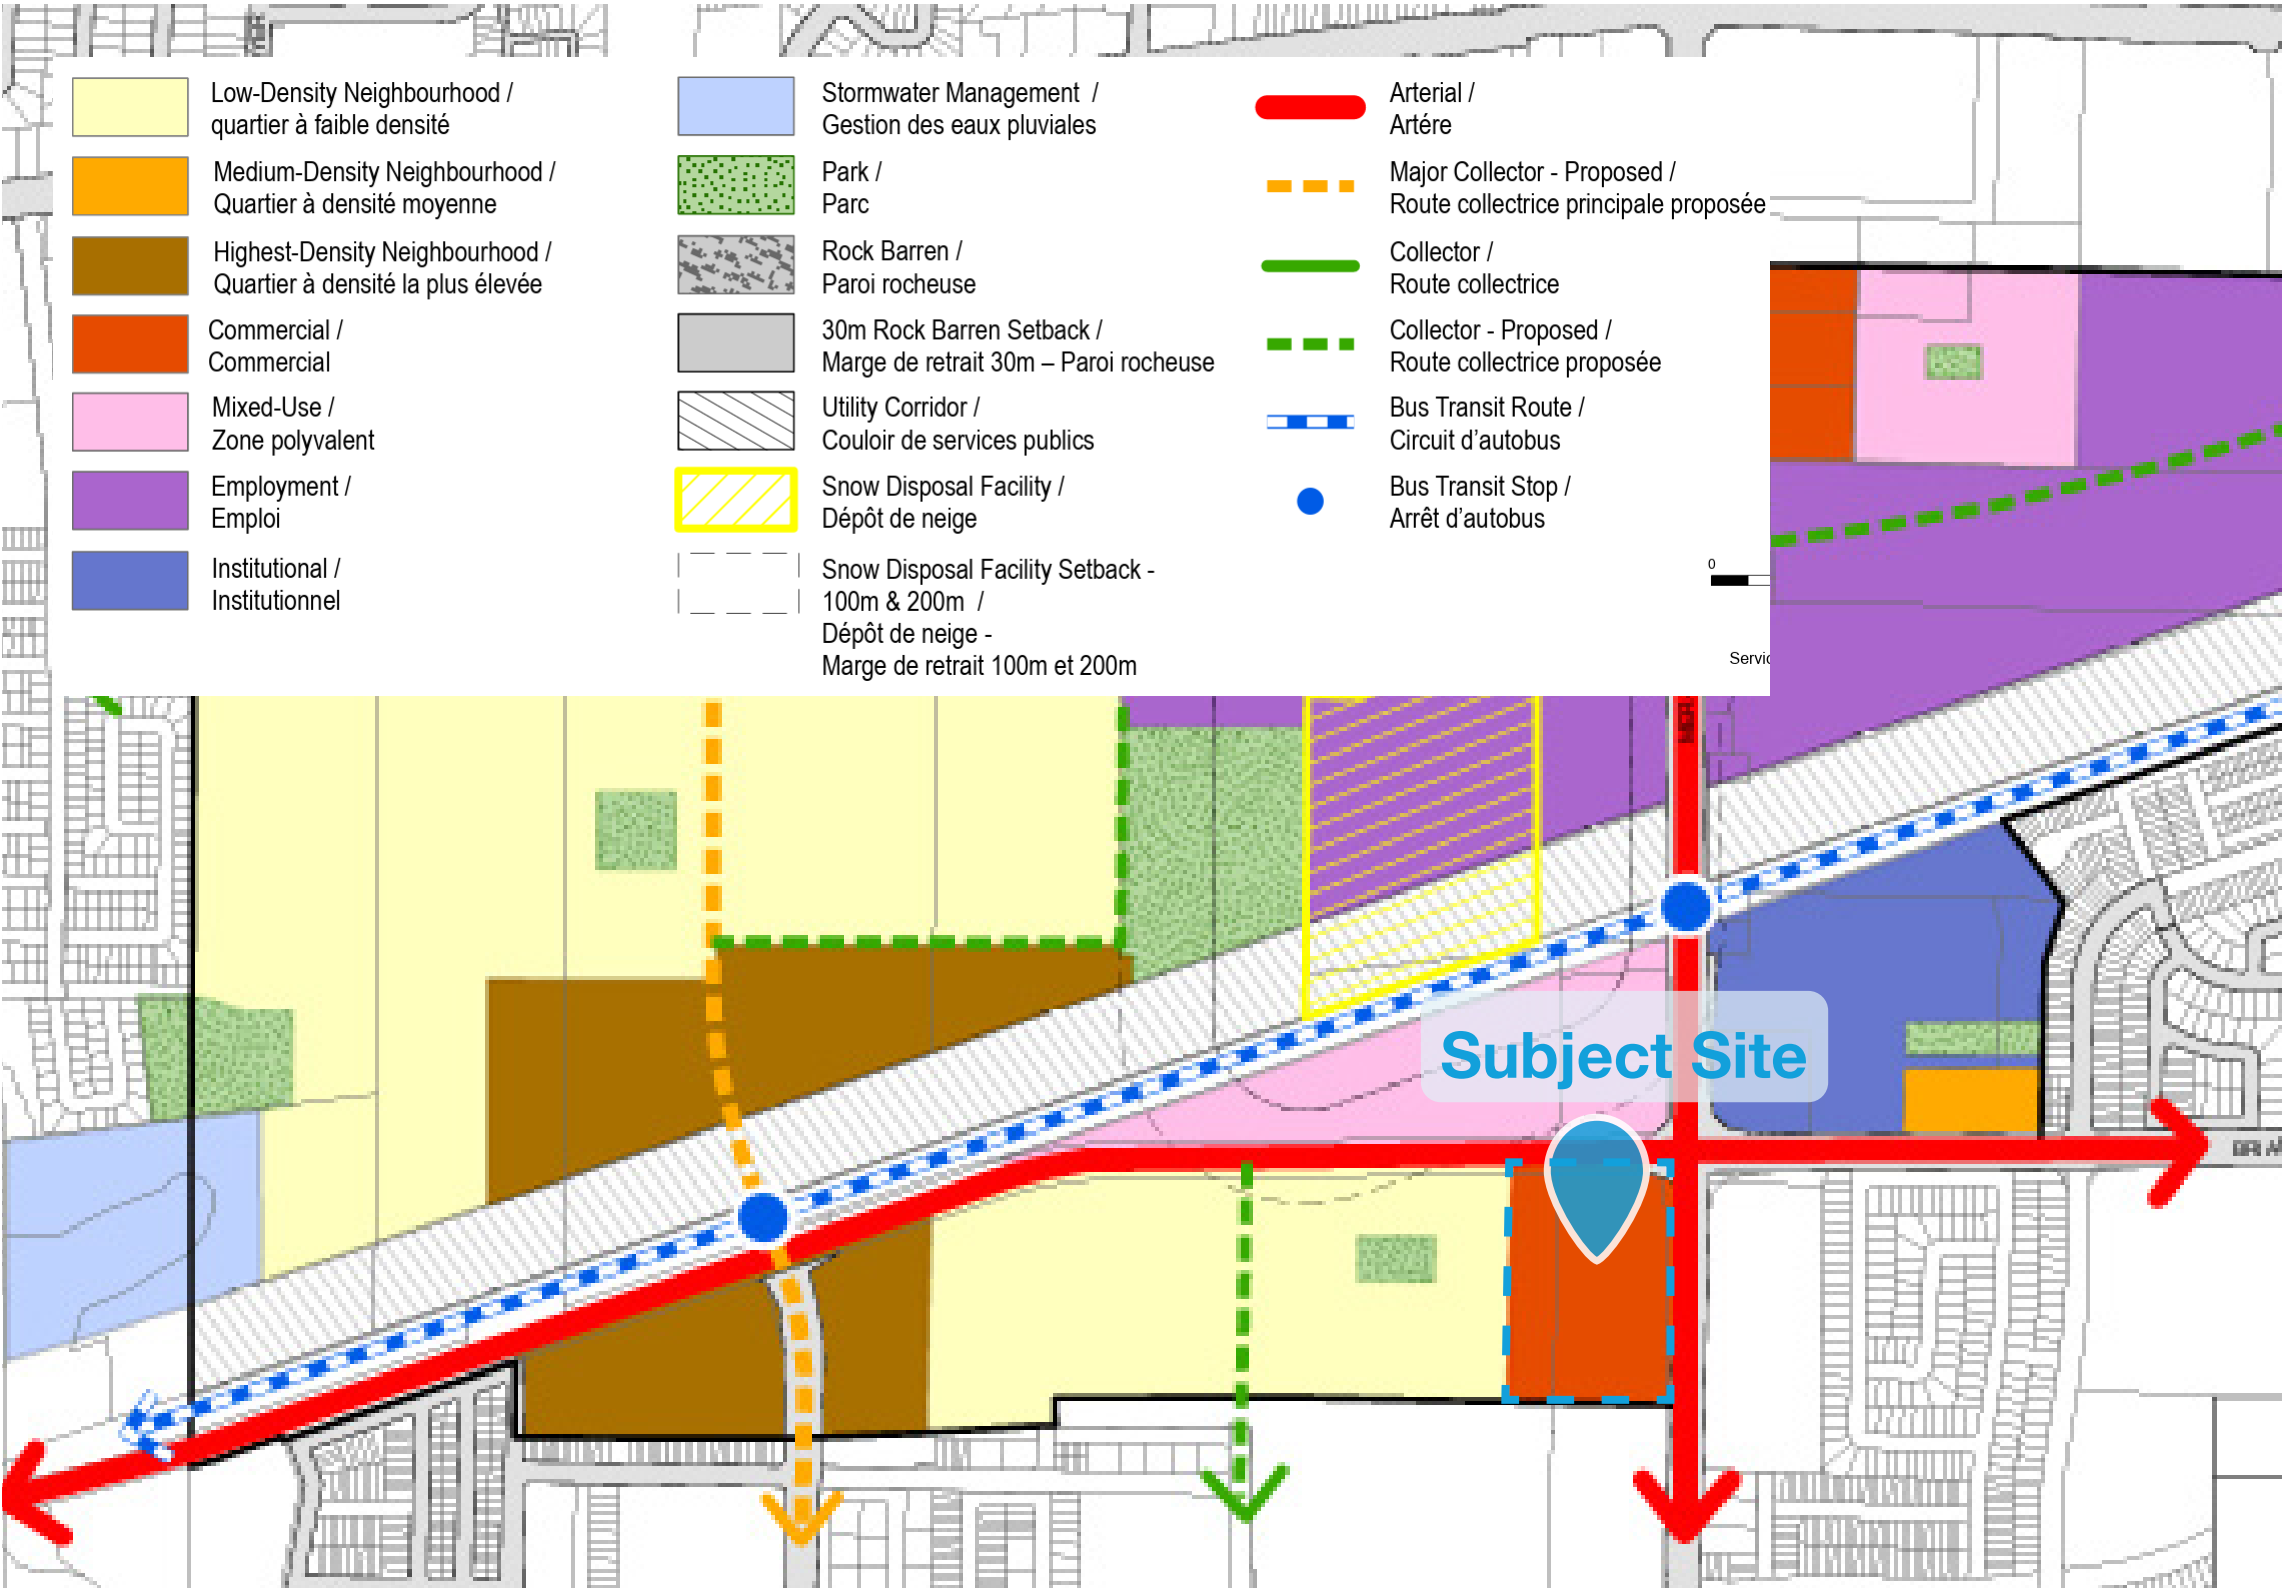 Low-Density Neighbourhood /
quartier à faible densité
Medium-Density Neighbourhood /
Quartier à densité moyenne
Highest-Density Neighbourhood /
Quartier à densité la plus élevée
Commercial /
Commercial
Mixed-Use /
Zone polyvalent
Employment /
Emploi
Institutional /
Institutionnel
Stormwater Management /
Gestion des eaux pluviales
Park /
Parc
Rock Barren /
Paroi rocheuse
30m Rock Barren Setback /
Marge de retrait 30m – Paroi rocheuse
Utility Corridor /
Couloir de services publics
Snow Disposal Facility /
Dépôt de neige
Snow Disposal Facility Setback -
100m & 200m /
Dépôt de neige -
Marge de retrait 100m et 200m
Arterial /
Artére
Major Collector - Proposed /
Route collectrice principale proposée
Collector /
Route collectrice
Collector - Proposed /
Route collectrice proposée
Bus Transit Route /
Circuit d’autobus
Bus Transit Stop /
Arrêt d’autobus
0
Servic
Subject Site